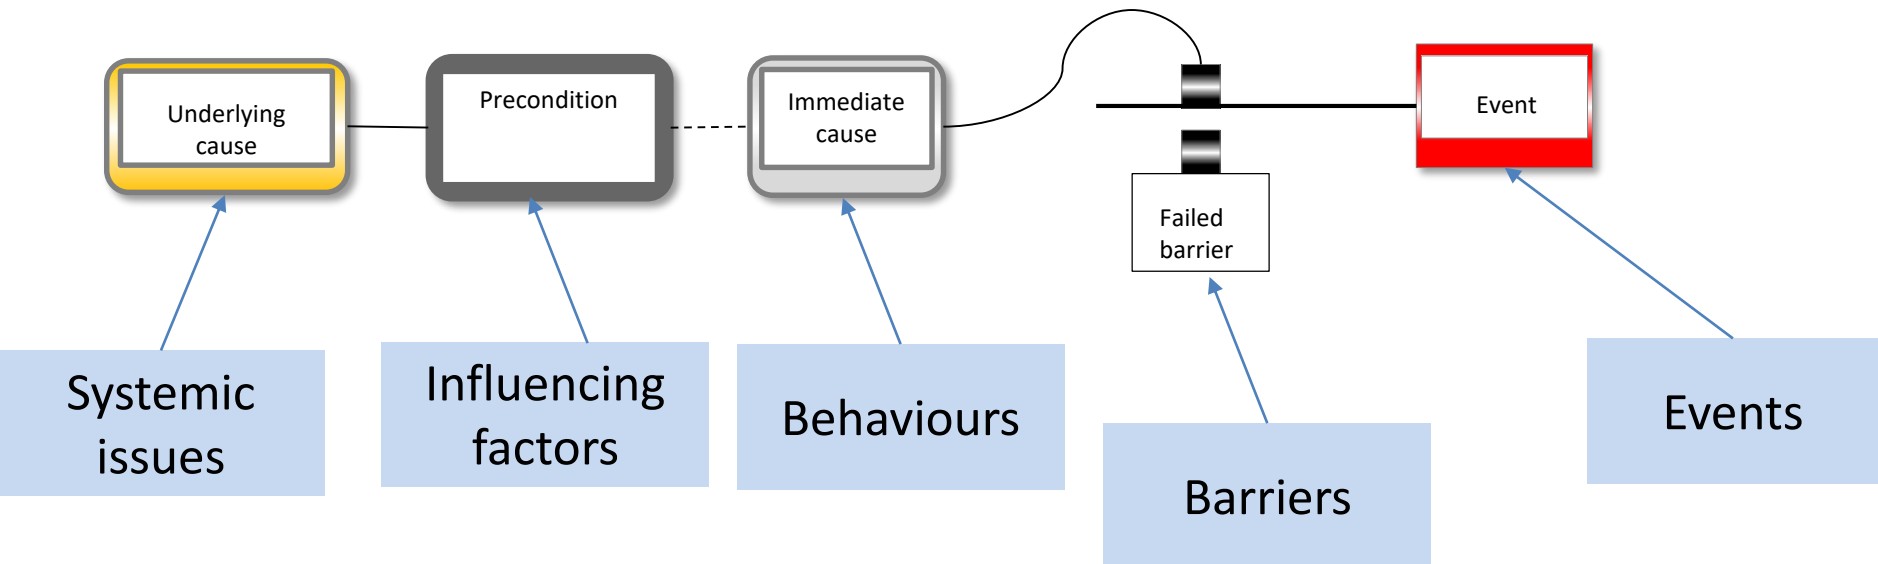 Underlying
cause
Precondition
Immediate
cause
Event
Failed
barrier
Systemic
issues
Influencing
factors
Behaviours
Barriers
Events